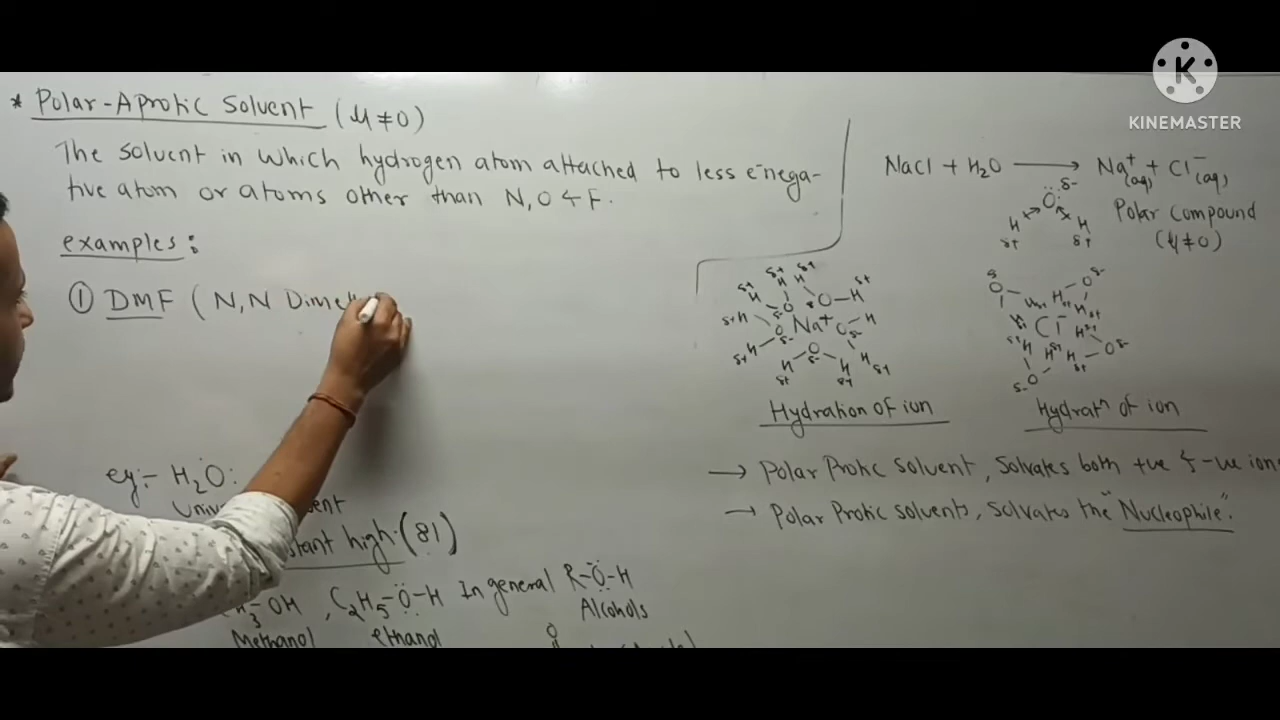 * Polar-Aprotic Solvent (μ≠0)
The solvent in which hydrogen atom attached to less e⁻nega-
tive atom or atoms other than N, O & F.
examples:
① DMF ( N, N Dime
eg:- H₂O:
high. (81)
-OH , C₂H₅-O-H In general R-O-H
Methanol ethanol Alcohols
NaCl + H₂O ⟶ Na⁺(aq) + Cl⁻(aq)
Polar Compound
(μ≠0)
Na⁺ Cl⁻
Hydration of ion Hydratⁿ of ion
→ Polar Protic Solvent, Solvates both +ve & -ve ion
→ Polar Protic solvents, solvates the "Nucleophile".
KINEMASTER